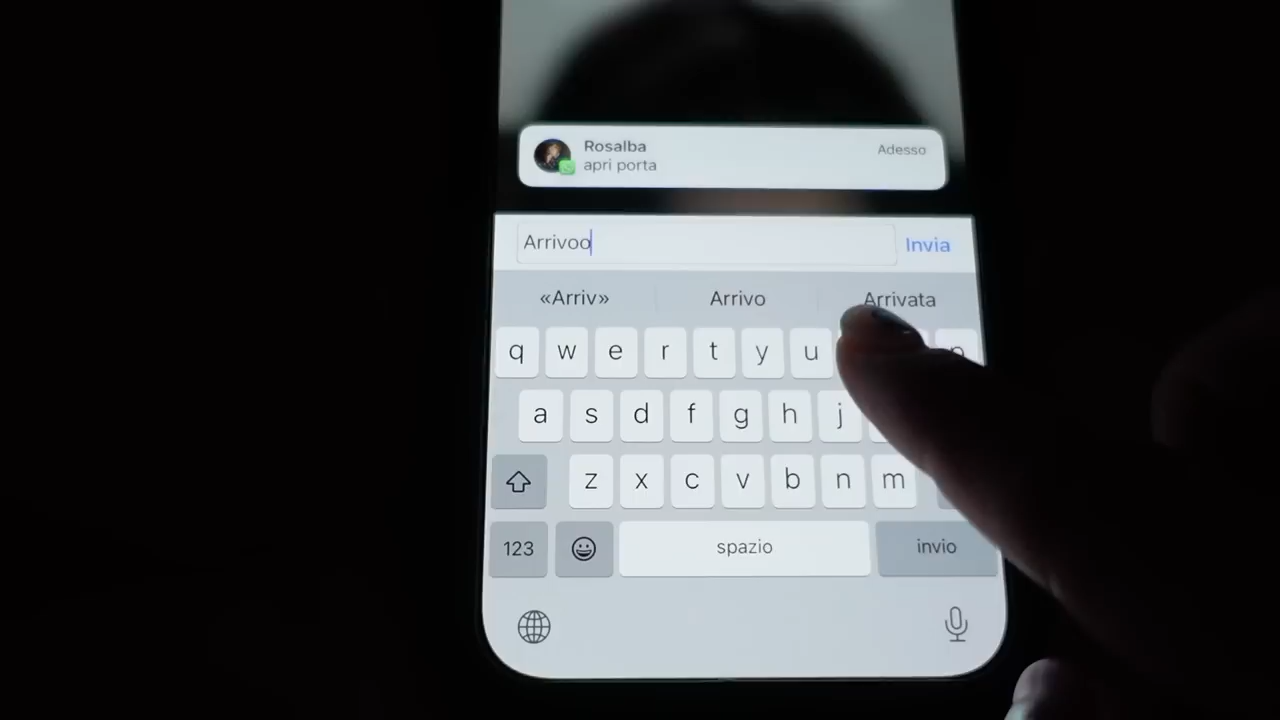 Rosalba
Adesso
apri porta
Arrivoo
Invia
«Arriv» Arrivo Arrivata
q w e r t y u p
a s d f g h j
z x c v b n m
123 spazio invio